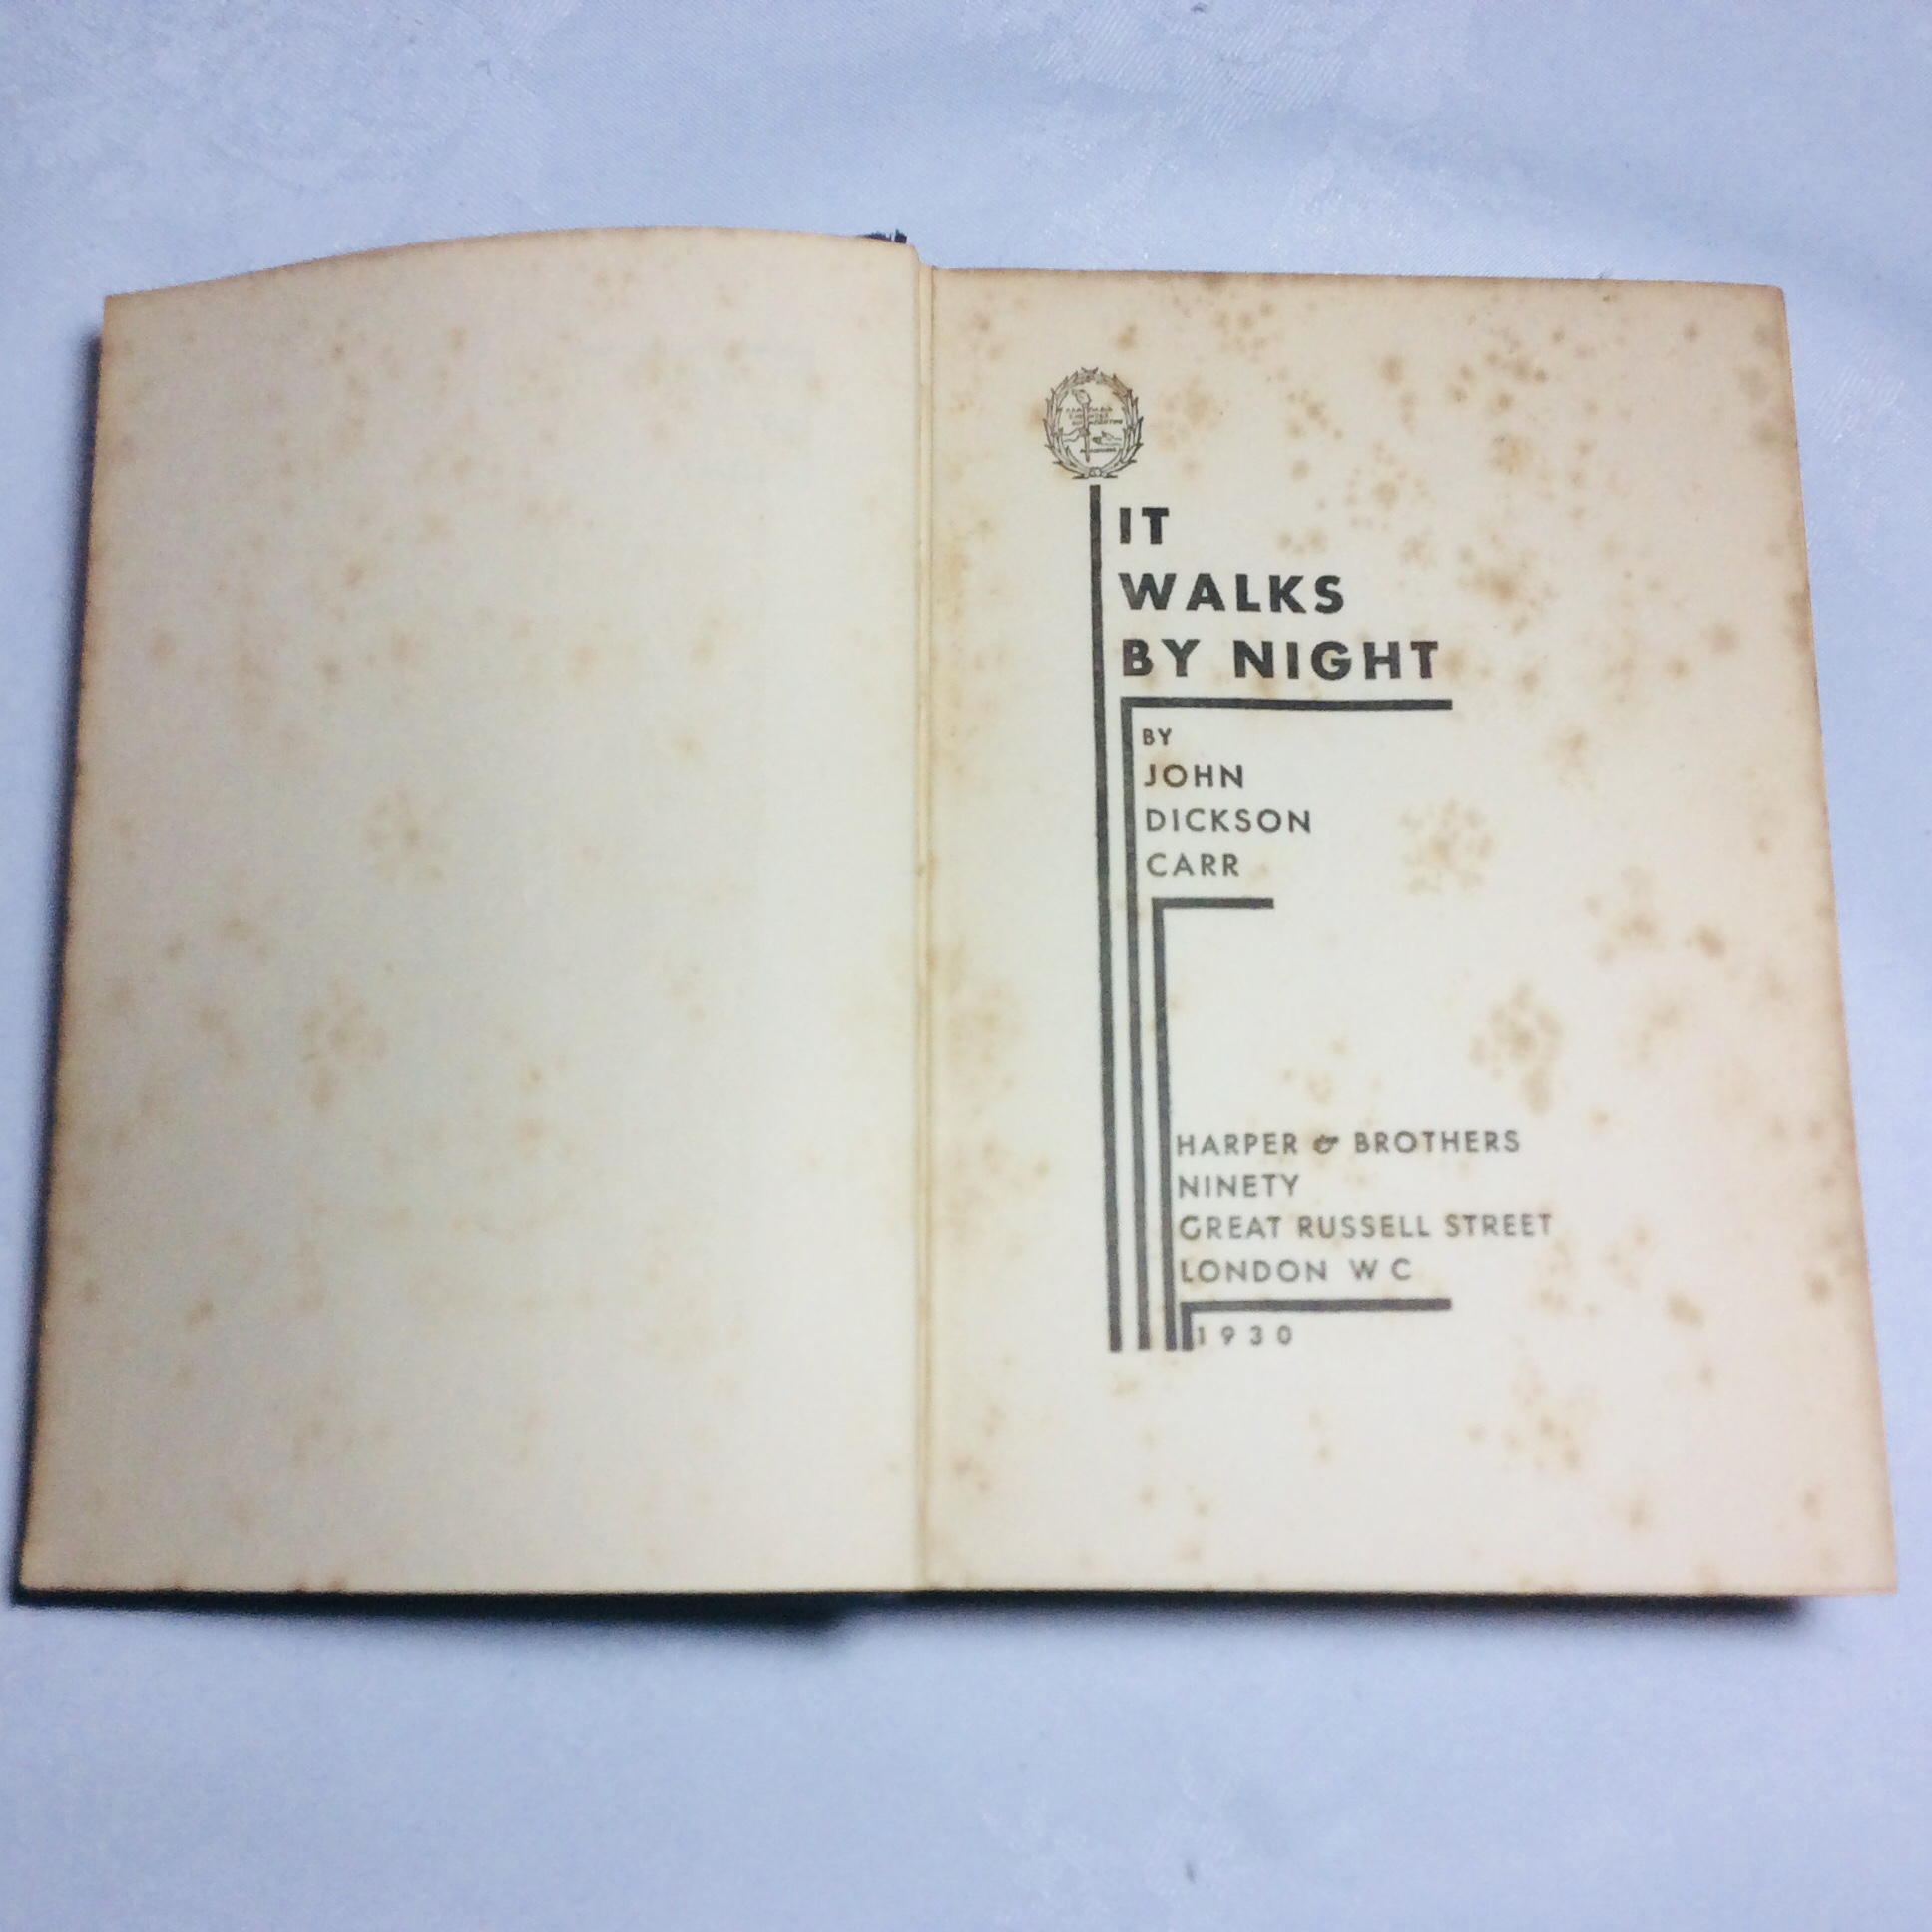 IT
WALKS
BY NIGHT
BY
JOHN
DICKSON
CARR
HARPER & BROTHERS
NINETY
GREAT RUSSELL STREET
LONDON W C
1930